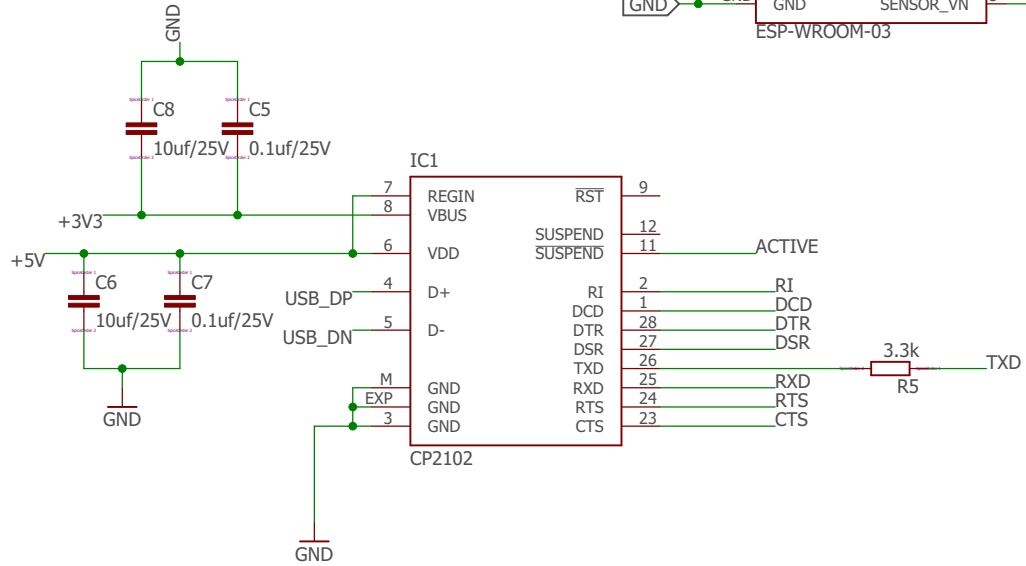 GND
GND
GND
SENSOR_VN
ESP-WROOM-03
C8
10uf/25V
C5
0.1uf/25V
+3V3
+5V
C6
10uf/25V
C7
0.1uf/25V
GND
IC1
7 REGIN
8 VBUS
6 VDD
USB_DP 4 D+
USB_DN 5 D-
M GND
EXP GND
3 GND
GND
RST 9
SUSPEND 12
SUSPEND 11 ACTIVE
RI 2 RI
DCD 1 DCD
DTR 28 DTR
DSR 27 DSR
TXD 26 3.3k R5 TXD
RXD 25 RXD
RTS 24 RTS
CTS 23 CTS
CP2102